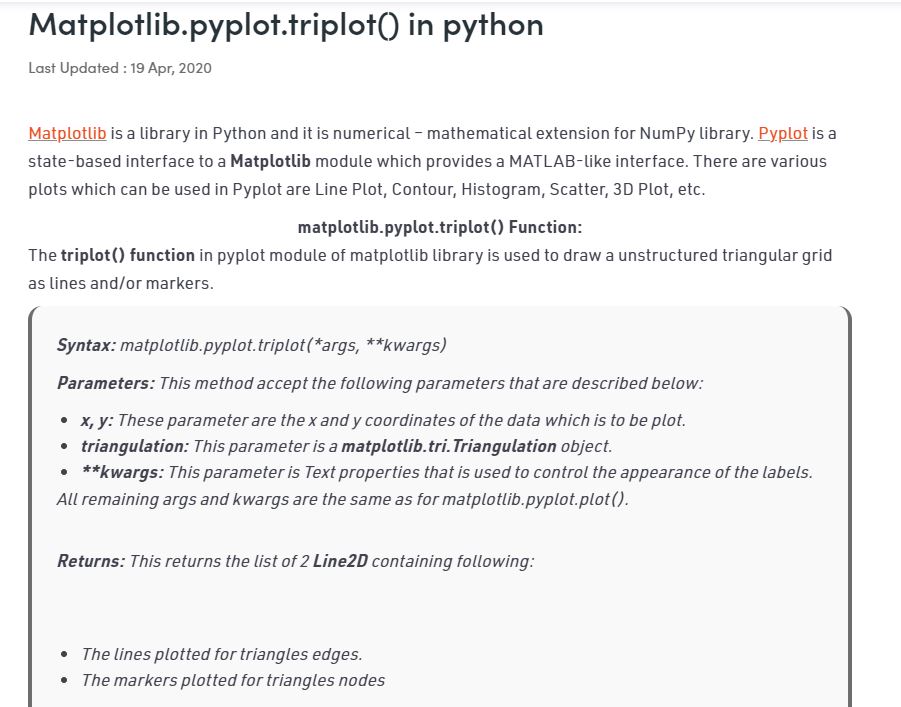 Matplotlib.pyplot.triplot() in python
Last Updated : 19 Apr, 2020
Matplotlib is a library in Python and it is numerical – mathematical extension for NumPy library. Pyplot is a
state-based interface to a Matplotlib module which provides a MATLAB-like interface. There are various
plots which can be used in Pyplot are Line Plot, Contour, Histogram, Scatter, 3D Plot, etc.
matplotlib.pyplot.triplot() Function:
The triplot() function in pyplot module of matplotlib library is used to draw a unstructured triangular grid
as lines and/or markers.
Syntax: matplotlib.pyplot.triplot(*args, **kwargs)
Parameters: This method accept the following parameters that are described below:
• x, y: These parameter are the x and y coordinates of the data which is to be plot.
• triangulation: This parameter is a matplotlib.tri.Triangulation object.
• **kwargs: This parameter is Text properties that is used to control the appearance of the labels.
All remaining args and kwargs are the same as for matplotlib.pyplot.plot().
Returns: This returns the list of 2 Line2D containing following:
• The lines plotted for triangles edges.
• The markers plotted for triangles nodes